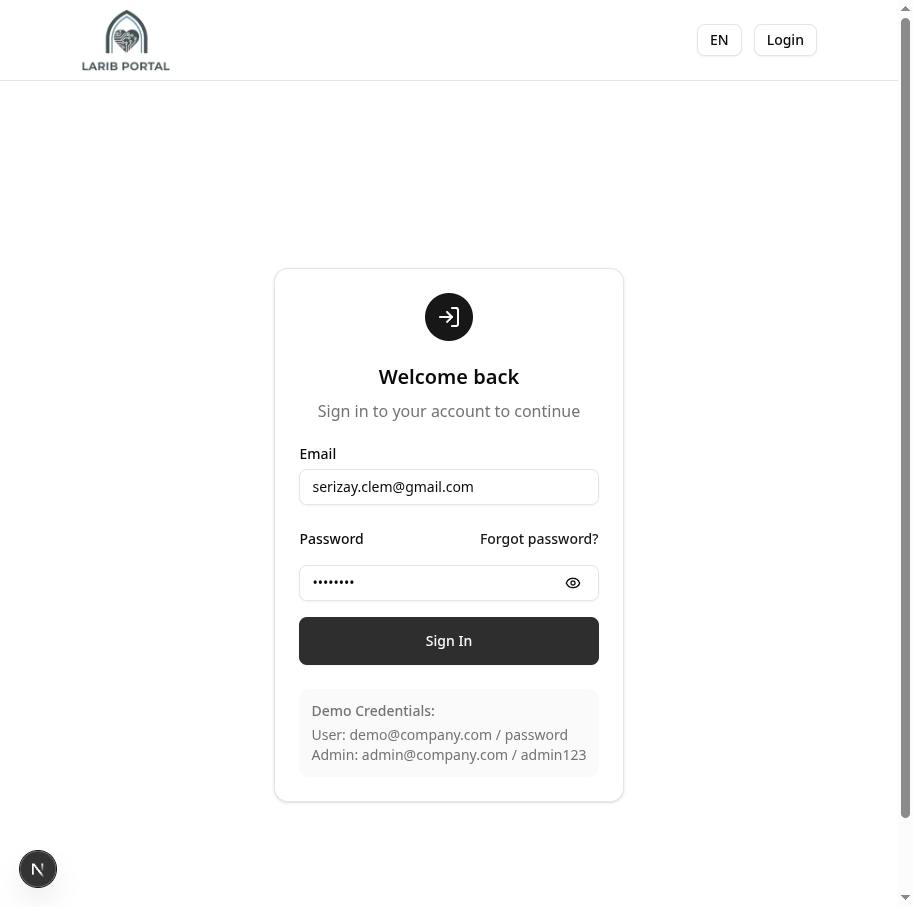 LARIB PORTAL
EN
Login
Welcome back
Sign in to your account to continue
Email
serizay.clem@gmail.com
Password
Forgot password?
••••••••
Sign In
Demo Credentials:
User: demo@company.com / password
Admin: admin@company.com / admin123
N